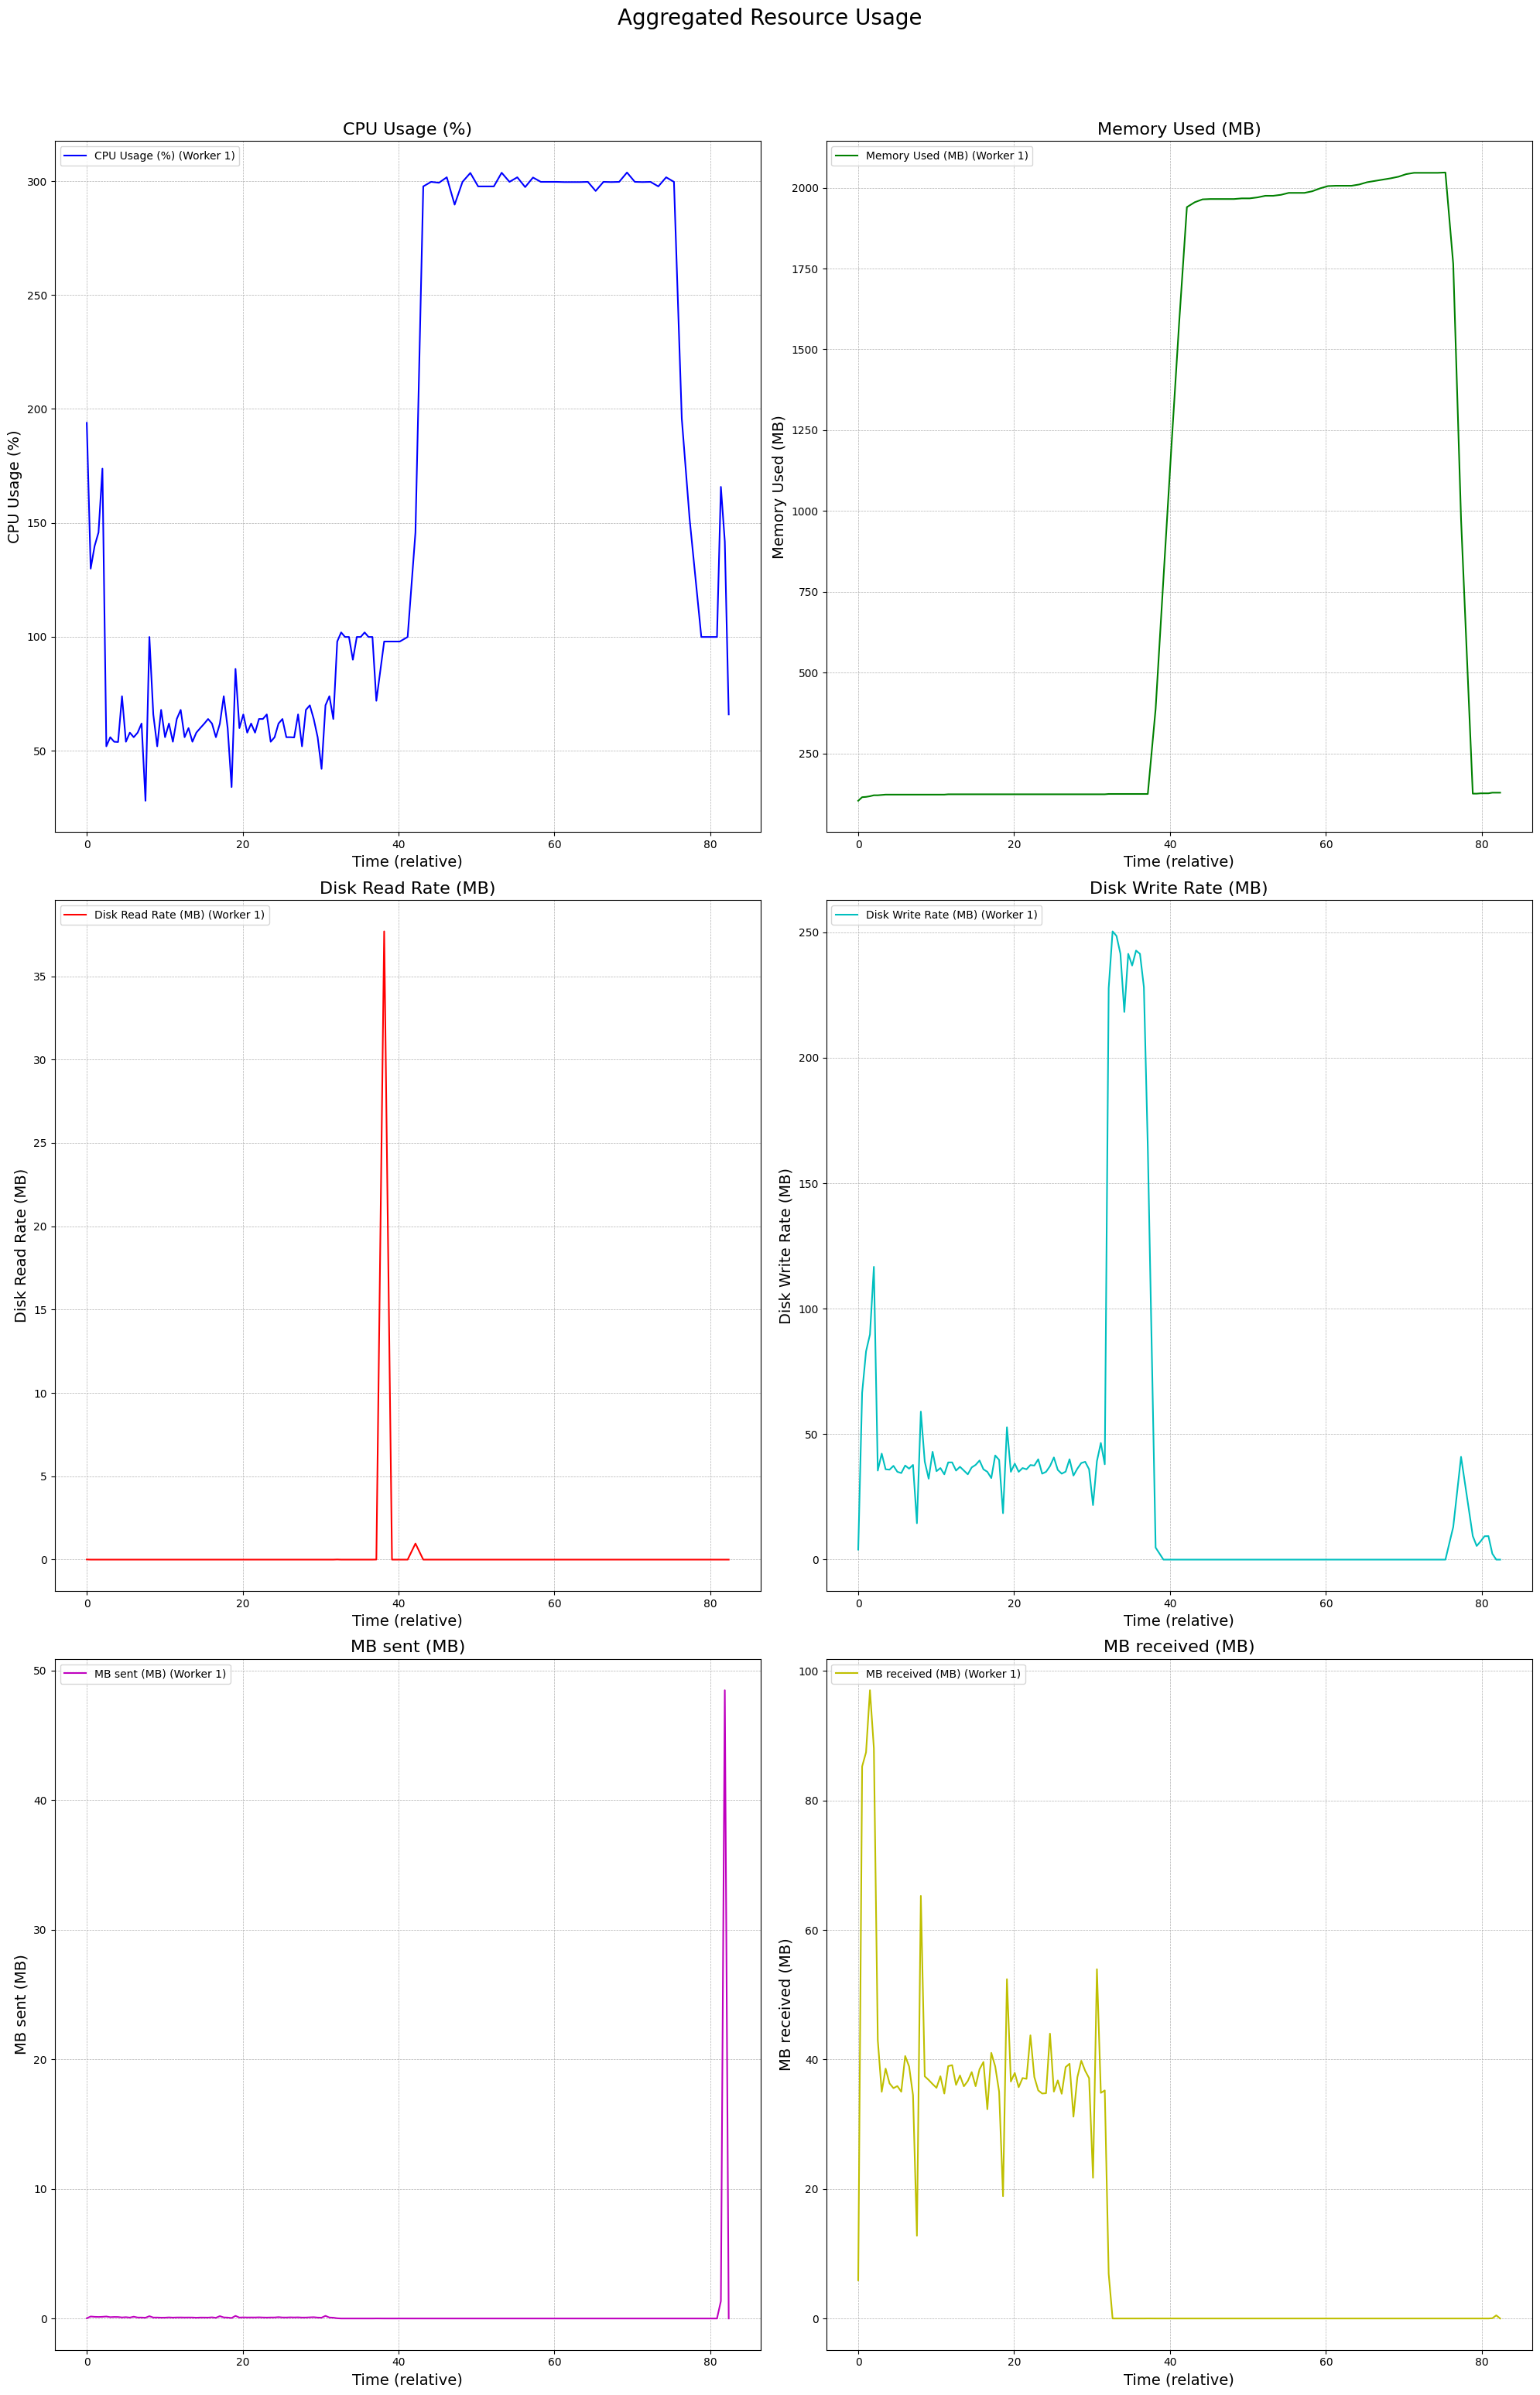 Aggregated Resource Usage
CPU Usage (%)
CPU Usage (%) (Worker 1)
CPU Usage (%)
300
250
200
150
100
50
0 20 40 60 80
Time (relative)
Memory Used (MB)
Memory Used (MB) (Worker 1)
Memory Used (MB)
2000
1750
1500
1250
1000
750
500
250
0 20 40 60 80
Time (relative)
Disk Read Rate (MB)
Disk Read Rate (MB) (Worker 1)
Disk Read Rate (MB)
35
30
25
20
15
10
5
0
0 20 40 60 80
Time (relative)
Disk Write Rate (MB)
Disk Write Rate (MB) (Worker 1)
Disk Write Rate (MB)
250
200
150
100
50
0
0 20 40 60 80
Time (relative)
MB sent (MB)
MB sent (MB) (Worker 1)
MB sent (MB)
50
40
30
20
10
0
0 20 40 60 80
Time (relative)
MB received (MB)
MB received (MB) (Worker 1)
MB received (MB)
100
80
60
40
20
0
0 20 40 60 80
Time (relative)